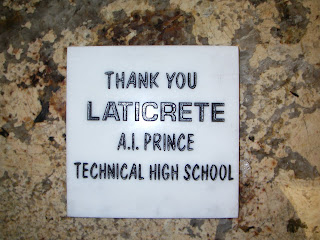 THANK YOU
LATICRETE
A.I. PRINCE
TECHNICAL HIGH SCHOOL